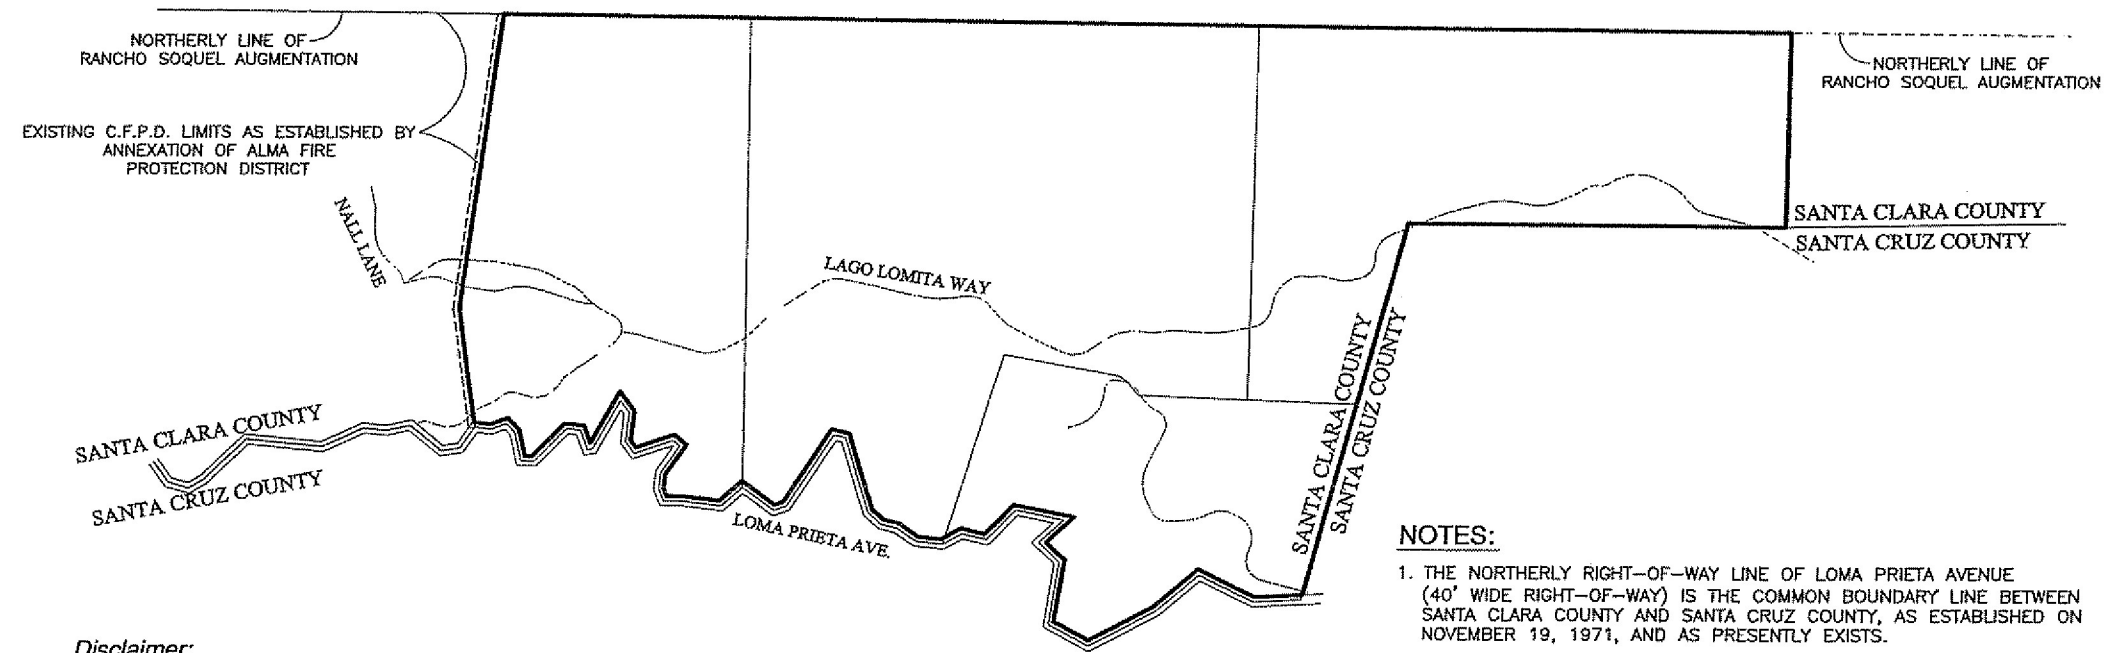 NORTHERLY LINE OF
RANCHO SOQUEL AUGMENTATION
NORTHERLY LINE OF
RANCHO SOQUEL AUGMENTATION
EXISTING C.F.P.D. LIMITS AS ESTABLISHED BY
ANNEXATION OF ALMA FIRE
PROTECTION DISTRICT
NALL LANE
LAGO LOMITA WAY
SANTA CLARA COUNTY
SANTA CRUZ COUNTY
SANTA CLARA COUNTY
SANTA CRUZ COUNTY
SANTA CLARA COUNTY
SANTA CRUZ COUNTY
LOMA PRIETA AVE.
NOTES:
1. THE NORTHERLY RIGHT-OF-WAY LINE OF LOMA PRIETA AVENUE
(40' WIDE RIGHT-OF-WAY) IS THE COMMON BOUNDARY LINE BETWEEN
SANTA CLARA COUNTY AND SANTA CRUZ COUNTY, AS ESTABLISHED ON
NOVEMBER 19, 1971, AND AS PRESENTLY EXISTS.
Disclaimer: